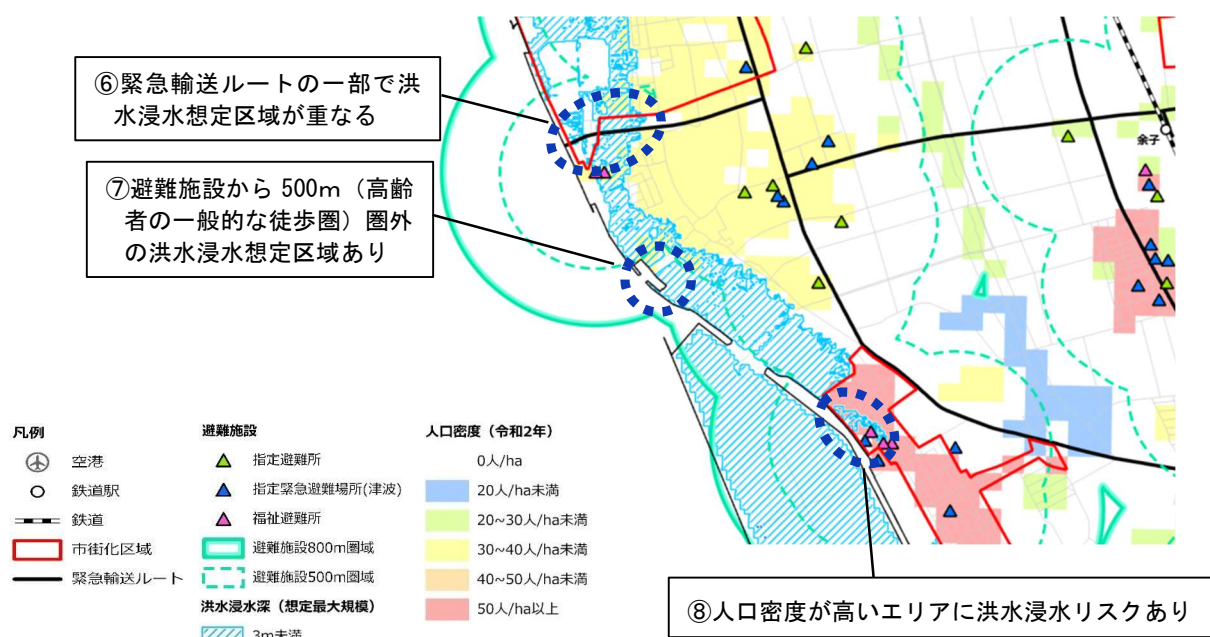 ⑥緊急輸送ルートの一部で洪
水浸水想定区域が重なる
⑦避難施設から 500m（高齢
者の一般的な徒歩圏）圏外
の洪水浸水想定区域あり
余子
凡例
空港
鉄道駅
鉄道
市街化区域
緊急輸送ルート
避難施設
指定避難所
指定緊急避難場所(津波)
福祉避難所
避難施設800m圏域
避難施設500m圏域
洪水浸水深（想定最大規模）
3m未満
人口密度（令和2年）
0人/ha
20人/ha未満
20~30人/ha未満
30~40人/ha未満
40~50人/ha未満
50人/ha以上
⑧人口密度が高いエリアに洪水浸水リスクあり